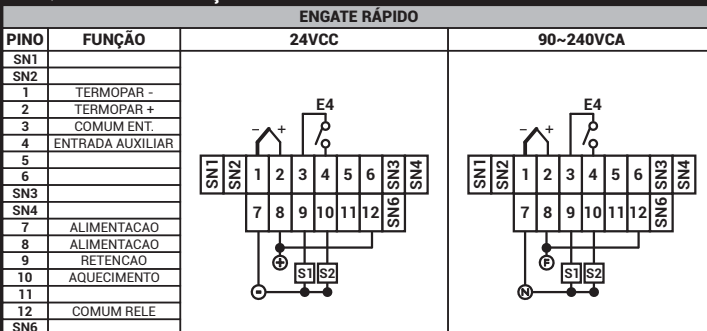 ENGATE RÁPIDO
PINO FUNÇÃO 24VCC 90~240VCA
SN1
SN2
1 TERMOPAR -
2 TERMOPAR +
3 COMUM ENT.
4 ENTRADA AUXILIAR
5
6
SN3
SN4
7 ALIMENTACAO
8 ALIMENTACAO
9 RETENCAO
10 AQUECIMENTO
11
12 COMUM RELE
SN6
E4
- +
SN1 SN2 1 2 3 4 5 6 SN3 SN4
7 8 9 10 11 12 SN6
+
S1 S2
-
E4
- +
SN1 SN2 1 2 3 4 5 6 SN3 SN4
7 8 9 10 11 12 SN6
F
S1 S2
N